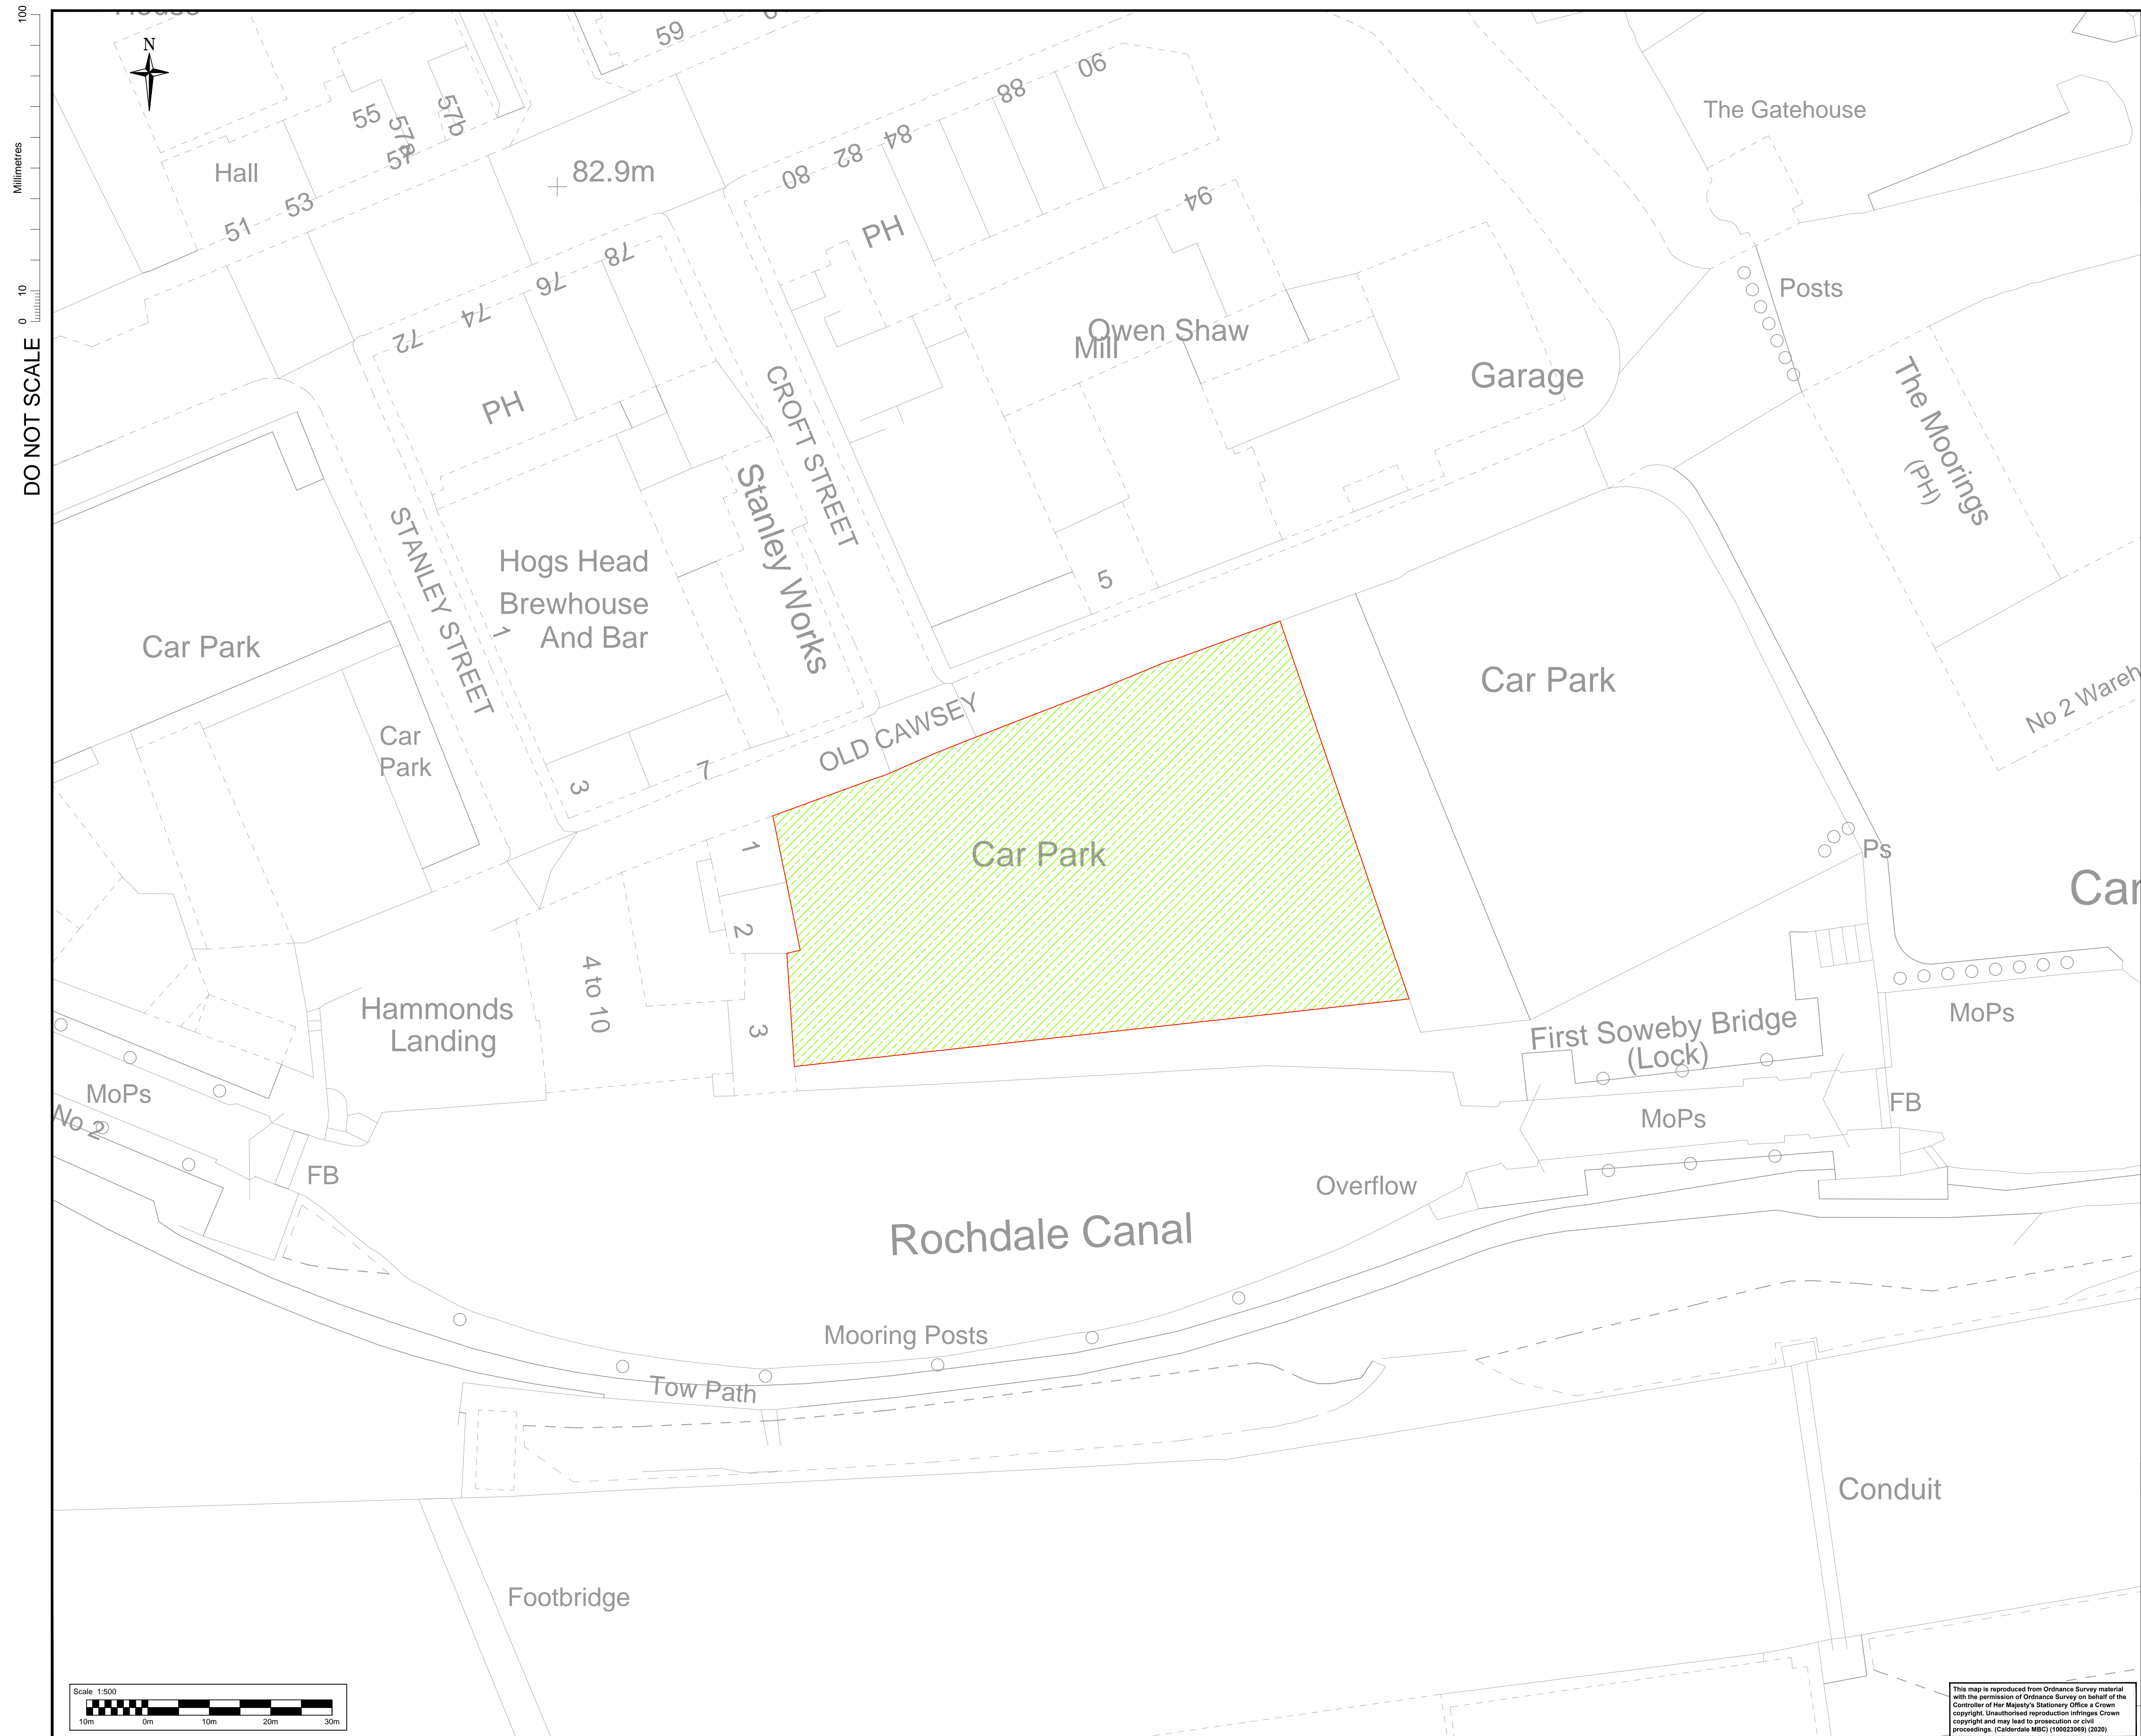 100
Millimetres
10
0
DO NOT SCALE
N
59
55
57a
57b
57
Hall
53
51
82.9m
90
88
84
82
80
PH
94
The Gatehouse
Posts
78
76
74
72
PH
Owen Shaw
Mill
Garage
The Moorings
(PH)
CROFT STREET
STANLEY STREET
Stanley Works
Hogs Head
Brewhouse
And Bar
1
5
Car Park
Car Park
No 2 Wareh
Car
Park
OLD CAWSEY
3
7
1
Car Park
Ps
Car
2
4 to 10
Hammonds
Landing
3
First Soweby Bridge
(Lock)
MoPs
MoPs
No 2
FB
MoPs
FB
Overflow
Rochdale Canal
Mooring Posts
Tow Path
Conduit
Footbridge
Scale 1:500
10m 0m 10m 20m 30m
This map is reproduced from Ordnance Survey material
with the permission of Ordnance Survey on behalf of the
Controller of Her Majesty's Stationery Office a Crown
copyright. Unauthorised reproduction infringes Crown
copyright and may lead to prosecution or civil
proceedings. (Calderdale MBC) (100023069) (2020)